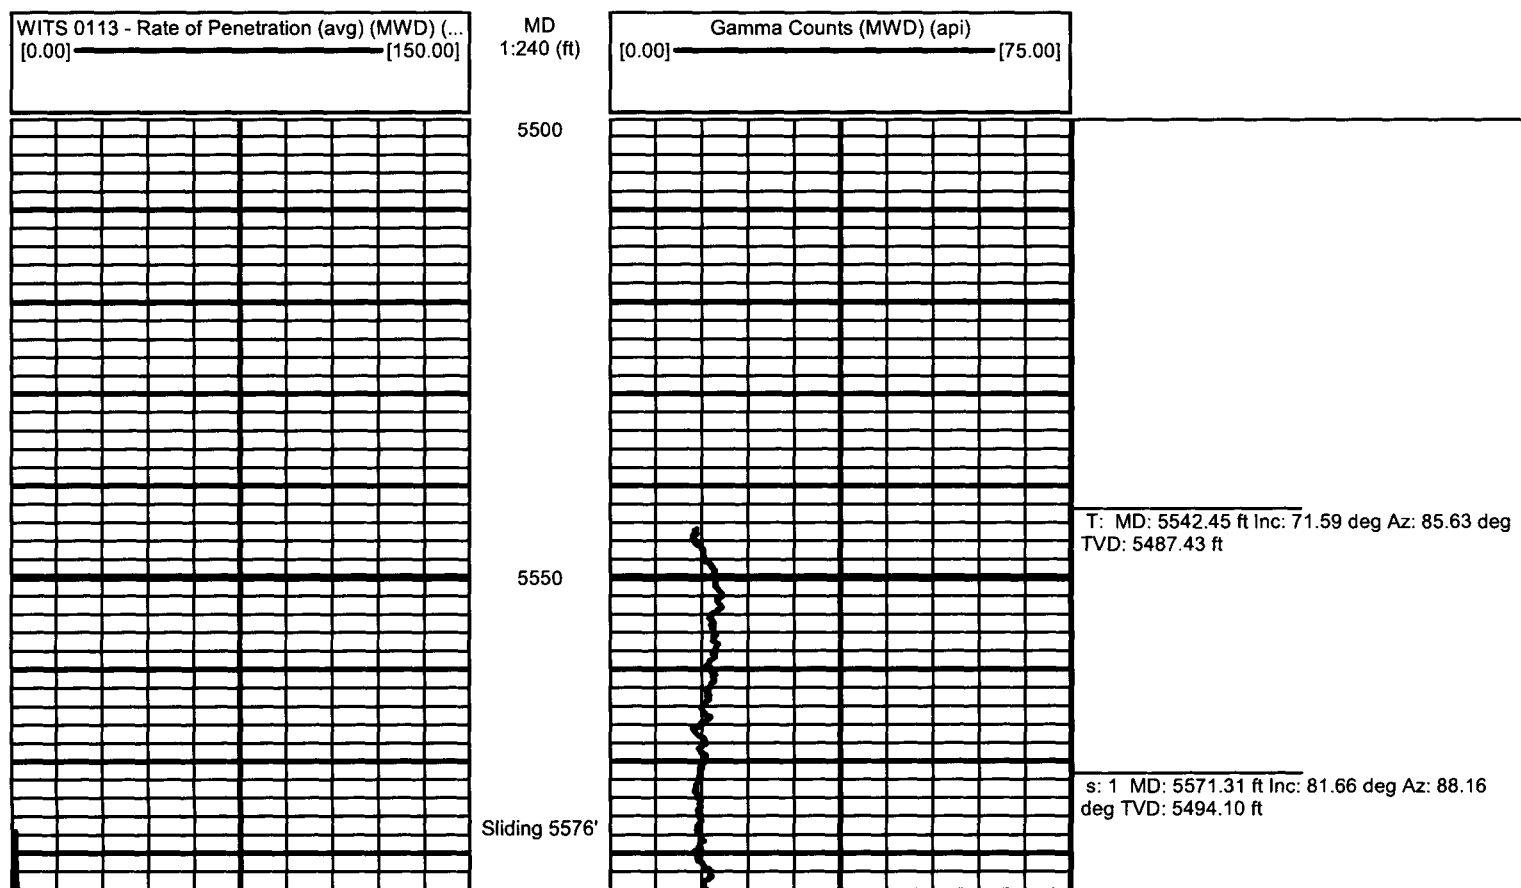 WITS 0113 - Rate of Penetration (avg) (MWD) (...
[0.00] [150.00]
MD
1:240 (ft)
Gamma Counts (MWD) (api)
[0.00] [75.00]
5500
T: MD: 5542.45 ft Inc: 71.59 deg Az: 85.63 deg
TVD: 5487.43 ft
5550
s: 1 MD: 5571.31 ft Inc: 81.66 deg Az: 88.16
deg TVD: 5494.10 ft
Sliding 5576'